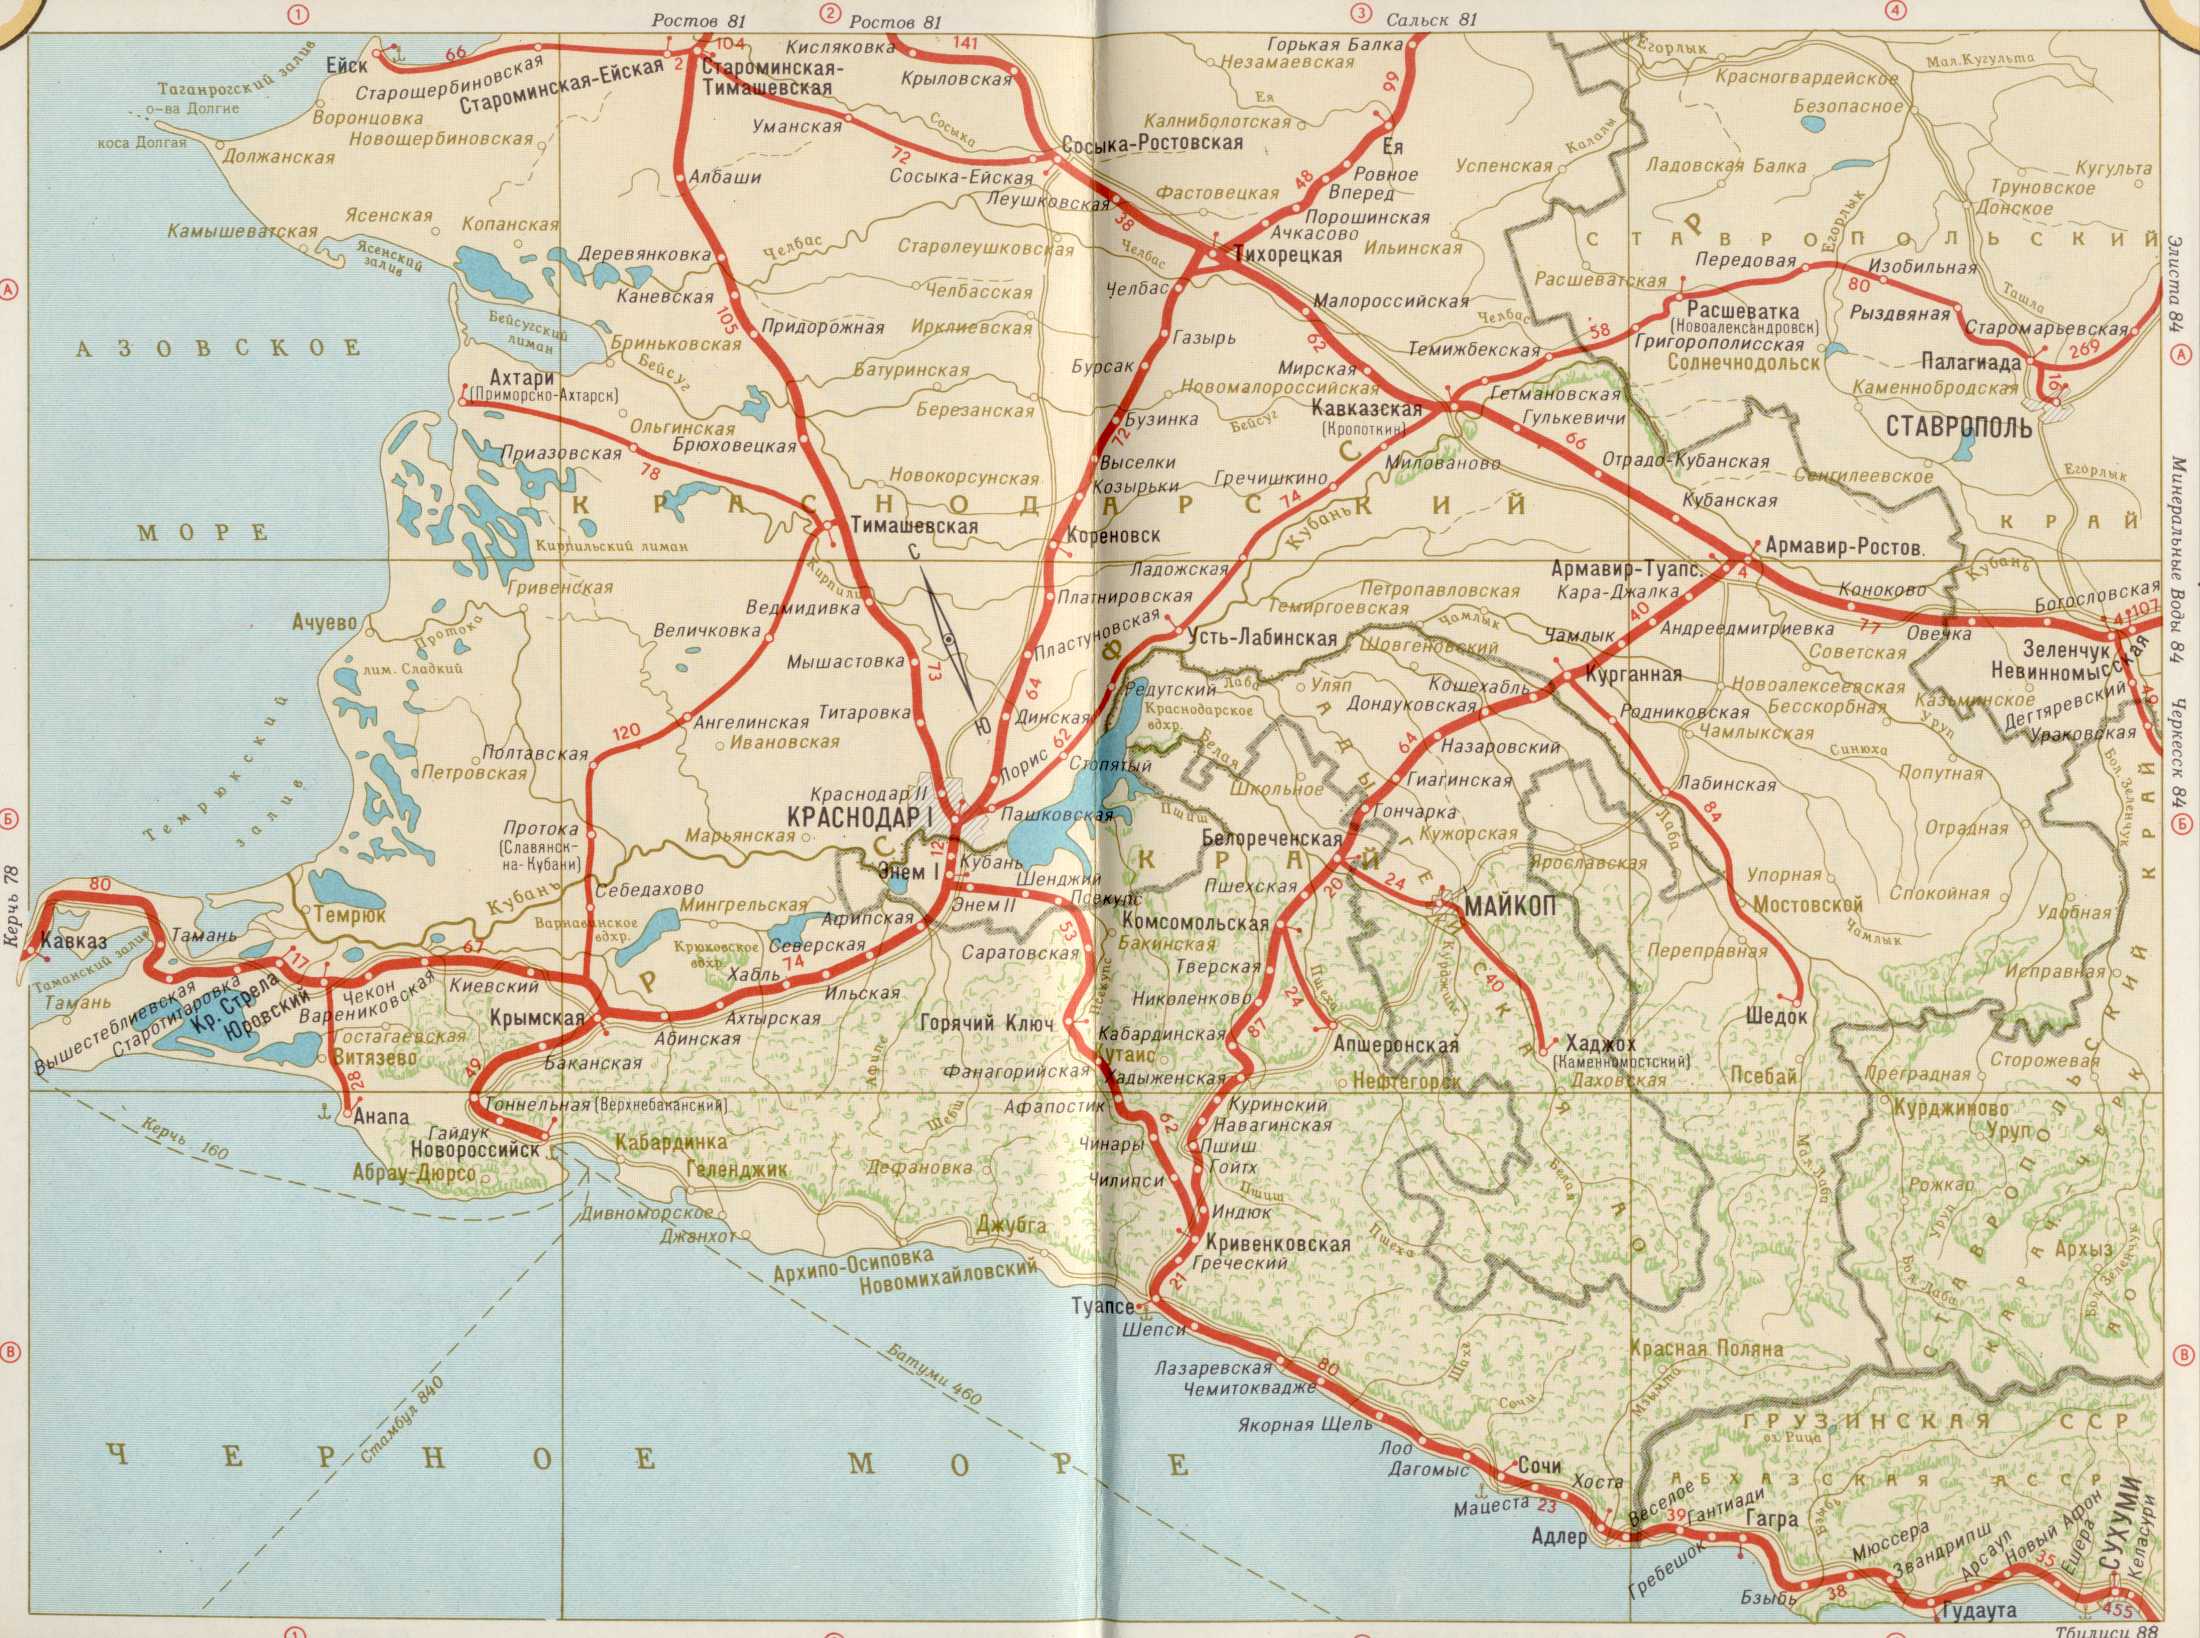 1
Ростов 81
2
Ростов 81
3
Сальск 81
4
Ейск
66
Старощербиновская
Староминская-Ейская
2
104
Староминская-
Тимашевская
Кисляковка
141
Крыловская
Горькая Балка
Незамаевская
99
Егорлык
Красногвардейское
Мал.Кугульта
Безопасное
Таганрогский залив
о-ва Долгие
коса Долгая
Воронцовка
Новощербиновская
Должанская
Уманская
72
Сосыка
Сосыка-Ростовская
Сосыка-Ейская
Леушковская
38
Ея
Калниболотская
Ея
Ровное
Вперед
48
Фастовецкая
Порошинская
Ачкасово
Ильинская
Успенская
Калалы
Ладовская Балка
Кугульта
Труновское
Донское
Албаши
Ясенская
Копанская
Камышеватская
Ясенский
залив
Деревянковка
Челбас
Старолеушковская
Челбас
Тихорецкая
Егорлык
СТАВРОПОЛЬСКИЙ
Передовая
Изобильная
Расшеватская
80
Ташла
Элиста 84
А
Каневская
105
Придорожная
Челбасская
Ирклиевская
Челбас
Газырь
Малороссийская
62
Челбас
58
Расшеватка
(Новоалександровск)
Григорополисская
Солнечнодольск
Рыздвяная
Старомарьевская
269
Палагиада
16
А
Бейсугский
лиман
Бриньковская
Бейсуг
АЗОВСКОЕ
Батуринская
Бурсак
Мирская
Темижбекская
Новомалороссийская
Гетмановская
Каменнобродская
Ахтари
(Приморско-Ахтарск)
Березанская
Бузинка
72
Бейсуг
Кавказская
(Кропоткин)
Гулькевичи
66
СТАВРОПОЛЬ
Ольгинская
Брюховецкая
Приазовская
78
Выселки
Милованово
Отрадо-Кубанская
Сенгилеевское
Егорлык
Новокорсунская
Козырьки
Гречишкино
74
Кубанская
КРАСНОДАРСКИЙ
КРАЙ
МОРЕ
Тимашевская
Кореновск
Кубань
Кирпильский лиман
Армавир-Ростов.
Минеральные Воды 84
С
Кирпили
Ладожская
Армавир-Туапс.
4
Кубань
Гривенская
Ведмидивка
Платнировская
Петропавловская
Темиргоевская
Кара-Джалка
40
Коноково
Богословская
107
Ачуево
Протока
Величковка
Пластуновская
Усть-Лабинская
Чамлык
Чамлык
Андреедмитриевка
77
Овечка
Зеленчук
Невинномысская
лим. Сладкий
Мышастовка
73
Шовгеновский
Курганная
Советская
Редутский
Лаба
Уляп
Кошехабль
Новоалексеевская
Бесскорбная
Казьминское
Дегтяревский
Ураковская
64
Титаровка
Динская
Краснодарское
вдхр.
Дондуковская
Родниковская
Чамлыкская
Уруп
Черкесск 84
Ангелинская
120
Ивановская
Ю
62
Белая
64
Назаровский
Синюха
Бол. Зеленчук
Полтавская
Лорис
Стопятый
Петровская
Краснодар II
Школьное
Гиагинская
Лабинская
Попутная
Темрюкский
залив
КРАСНОДАР I
Пашковская
Пшиш
Гончарка
84
Б
Б
Протока
(Славянск-
на-Кубани)
Марьянская
12
Белореченская
Кужорская
Лаба
Отрадная
Кубань
Энем I
Шенджий
КРАЙ
Ярославская
20
24
Пшехская
Упорная
Спокойная
80
Керчь 78
Кубань
Себедахово
Мингрельская
Энем II
Псекупс
МАЙКОП
Мостовской
Удобная
Темрюк
Варнавинское
вдхр.
Афипская
53
Комсомольская
Чамлык
Кавказ
Тамань
67
Крюковское
вдхр.
Северская
Саратовская
Бакинская
Переправная
Таманский залив
17
74
Хабль
Ильская
Тверская
Курджипс
40
Исправная
Тамань
Чекон
Киевский
Псекупс
Пшеха
24
Вышестеблиевская
Старотитаровка
Кр. Стрела
Юровский
Варениковская
Крымская
Ахтырская
Николенково
Шедок
Гостагаевская
Абинская
Горячий Ключ
Кабардинская
87
Апшеронская
Хаджох
(Каменномостский)
Витязево
49
Баканская
Афипс
Фанагорийская
Кутаис
Хадыженская
Нефтегорск
Даховская
Псебай
Сторожевая
Преградная
28
Анапа
Тоннельная (Верхнебаканский)
Шебш
Афапостик
Куринский
Курджиново
Уруп
Гайдук
Новороссийск
Кабардинка
62
Чинары
Навагинская
Пшиш
Гойтх
Мал.Лаба
Керчь 160
Абрау-Дюрсо
Геленджик
Дефановка
Чилипси
Пшиш
Белая
Рожкао
Дивноморское
Джанхот
Джубга
Индюк
Пшеха
Уруп
Архипо-Осиповка
Новомихайловский
Кривенковская
Греческий
Архыз
Бол. Лаба
Бол. Зеленчук
21
Туапсе
Шепси
АДЫГЕЙСКАЯ
АО
СТАВРОПОЛЬСКИЙ КРАЙ
КАРАЧ.-ЧЕРК.
АО
В
Батуми 460
Лазаревская
80
Чемитоквадже
Шахе
Красная Поляна
В
Стамбул 840
Якорная Щель
Сочи
Мзымта
ГРУЗИНСКАЯ ССР
оз. Рица
ЧЕРНОЕ МОРЕ
Лоо
Дагомыс
Сочи
Хоста
АБХАЗСКАЯ АССР
Мацеста
23
Веселое
39
Гантиади
Бзыбь
Адлер
Гагра
Гребешок
Мюссера
Звандрипш
Арсаул
Новый Афон
35
Ешера
СУХУМИ
Келасури
Бзыбь
38
Гудаута
455
Тбилиси 88